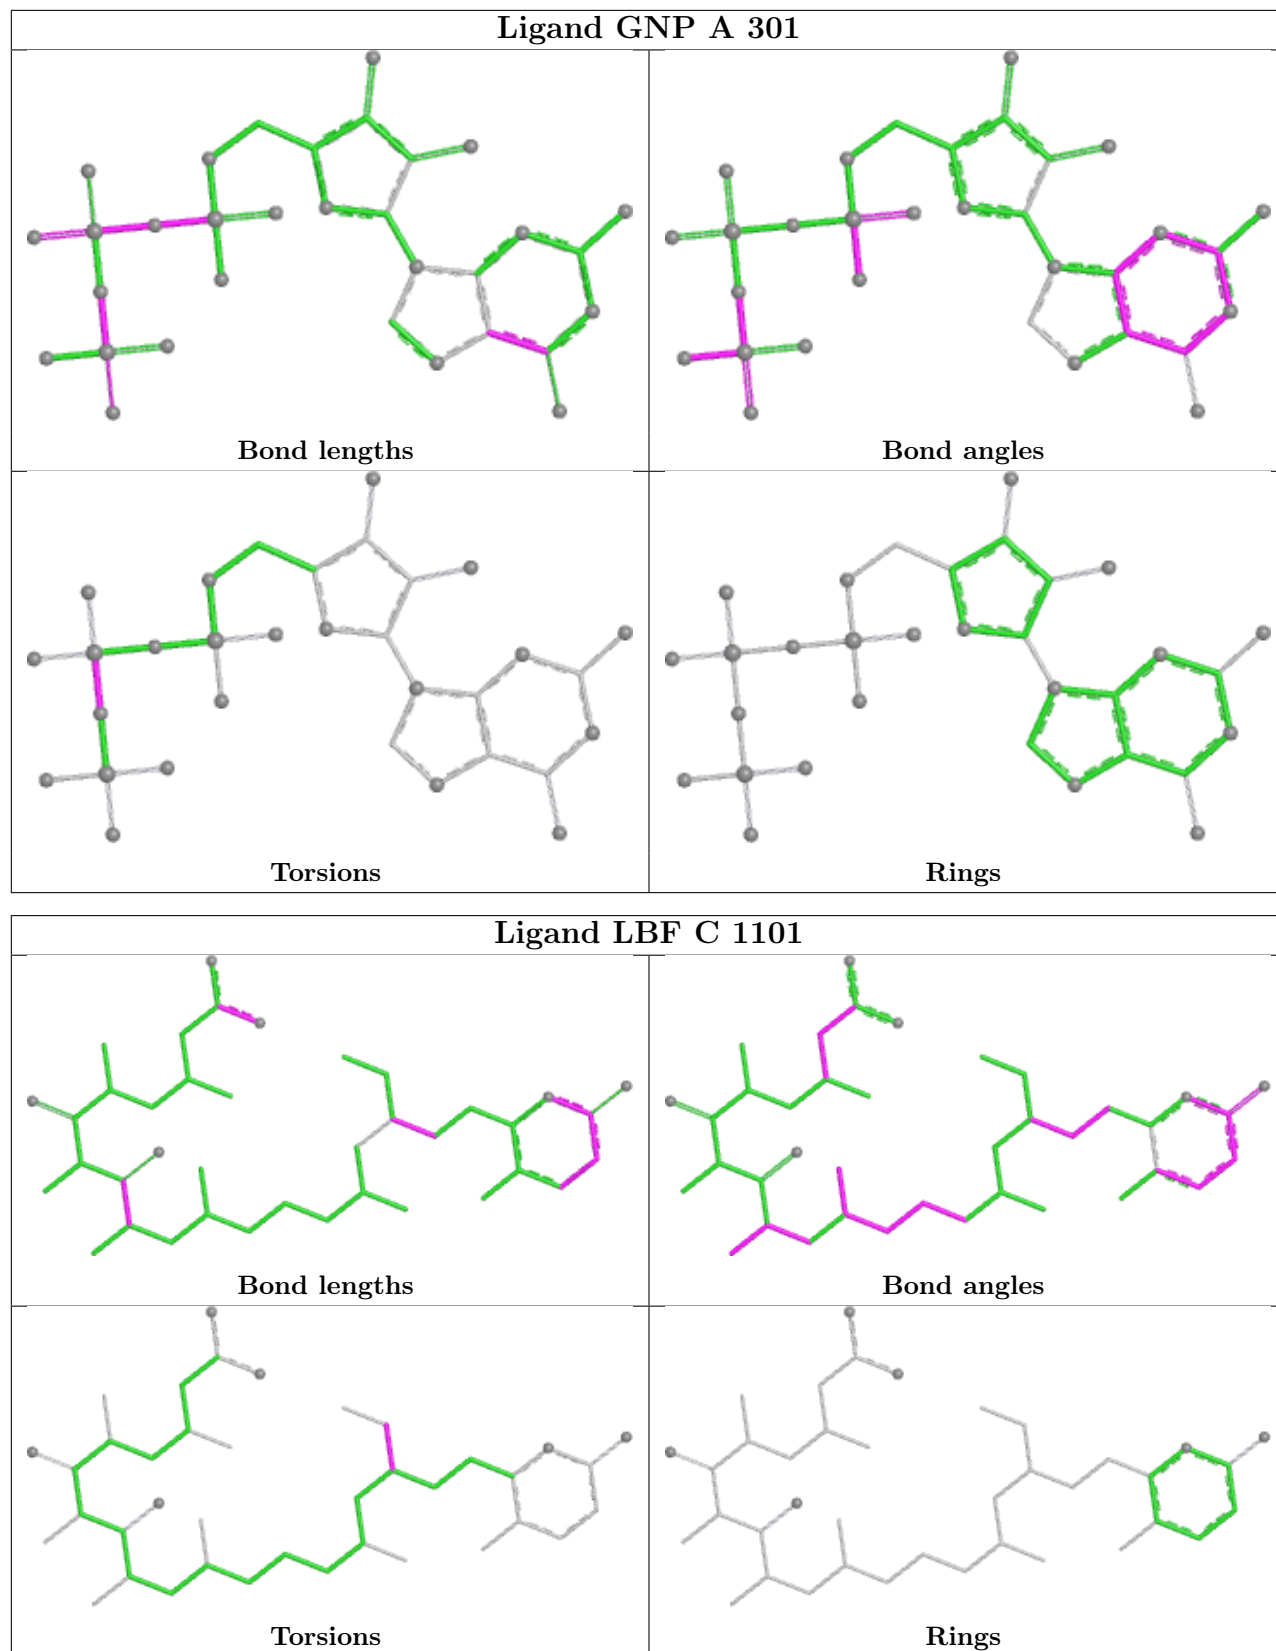 Ligand GNP A 301
Bond lengths
Bond angles
Torsions
Rings
Ligand LBF C 1101
Bond lengths
Bond angles
Torsions
Rings